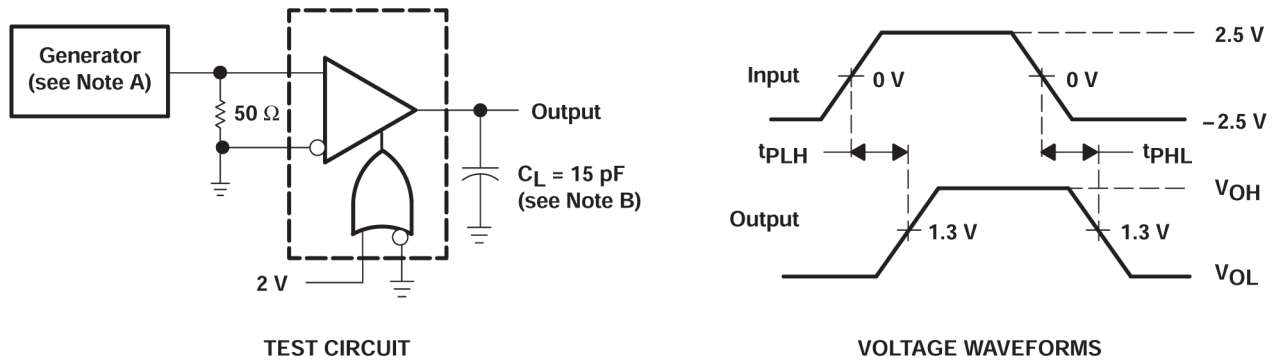 Generator
(see Note A)
50 Ω
Output
CL = 15 pF
(see Note B)
2 V
TEST CIRCUIT
2.5 V
Input
0 V
0 V
−2.5 V
tPLH
tPHL
VOH
Output
1.3 V
1.3 V
VOL
VOLTAGE WAVEFORMS